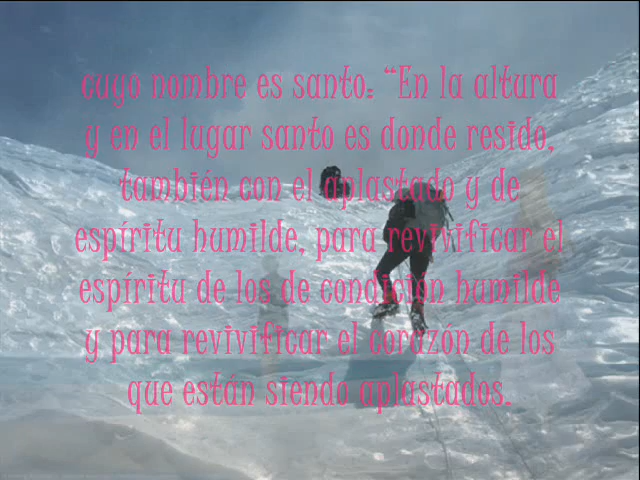 cuyo nombre es santo: “En la altura
y en el lugar santo es donde resido,
también con el aplastado y de
espíritu humilde, para revivificar el
espíritu de los de condición humilde
y para revivificar el corazón de los
que están siendo aplastados.